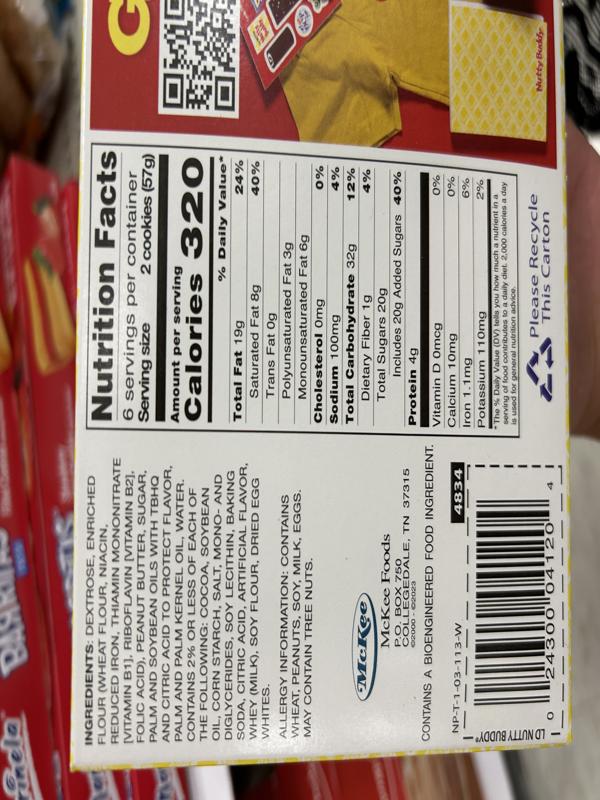 G
Nutty Buddy
Nutrition Facts
6 servings per container
Serving size 2 cookies (57g)
Amount per serving
Calories 320
% Daily Value*
Total Fat 19g 24%
Saturated Fat 8g 40%
Trans Fat 0g
Polyunsaturated Fat 3g
Monounsaturated Fat 6g
Cholesterol 0mg 0%
Sodium 100mg 4%
Total Carbohydrate 32g 12%
Dietary Fiber 1g 4%
Total Sugars 20g
Includes 20g Added Sugars 40%
Protein 4g
Vitamin D 0mcg 0%
Calcium 10mg 0%
Iron 1.1mg 6%
Potassium 110mg 2%
*The % Daily Value (DV) tells you how much a nutrient in a
serving of food contributes to a daily diet. 2,000 calories a day
is used for general nutrition advice.
Please Recycle
This Carton
INGREDIENTS: DEXTROSE, ENRICHED
FLOUR (WHEAT FLOUR, NIACIN,
REDUCED IRON, THIAMIN MONONITRATE
[VITAMIN B1], RIBOFLAVIN [VITAMIN B2],
FOLIC ACID), PEANUT BUTTER, SUGAR,
PALM AND SOYBEAN OILS WITH TBHQ
AND CITRIC ACID TO PROTECT FLAVOR,
PALM AND PALM KERNEL OIL, WATER.
CONTAINS 2% OR LESS OF EACH OF
THE FOLLOWING: COCOA, SOYBEAN
OIL, CORN STARCH, SALT, MONO- AND
DIGLYCERIDES, SOY LECITHIN, BAKING
SODA, CITRIC ACID, ARTIFICIAL FLAVOR,
WHEY (MILK), SOY FLOUR, DRIED EGG
WHITES.
ALLERGY INFORMATION: CONTAINS
WHEAT, PEANUTS, SOY, MILK, EGGS.
MAY CONTAIN TREE NUTS.
McKee
McKee Foods
P.O. BOX 750
COLLEGEDALE, TN 37315
©2000 - ©2023
CONTAINS A BIOENGINEERED FOOD INGREDIENT.
NP-T-1-03-113-W 4834
LD NUTTY BUDDY®
0 24300 04120 4